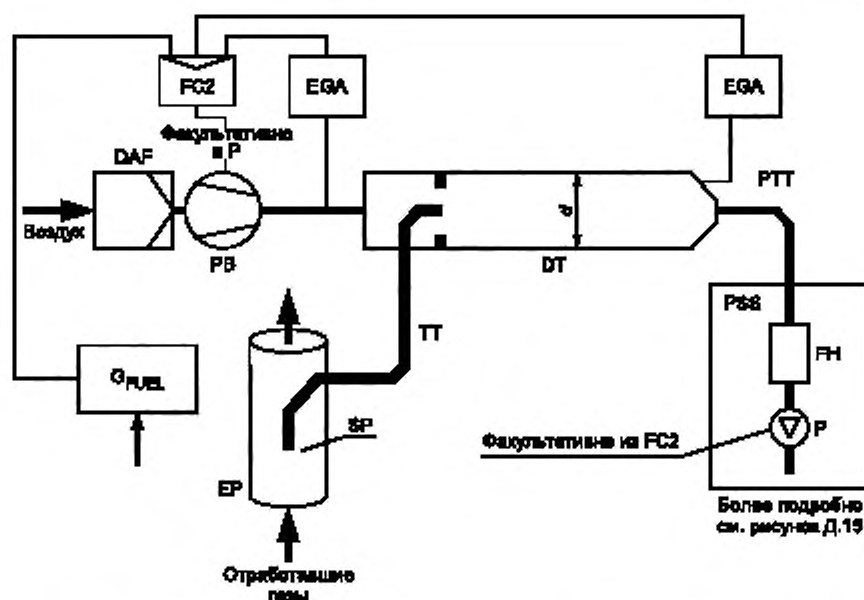 FC2
EGA
EGA
Факультативно
P
DAF
PTT
Воздух
d
PB
DT
PSS
TT
FH
GFUEL
SP
Факультативно из FC2
P
EP
Более подробно
см. рисунок Д.15
Отработавшие
газы